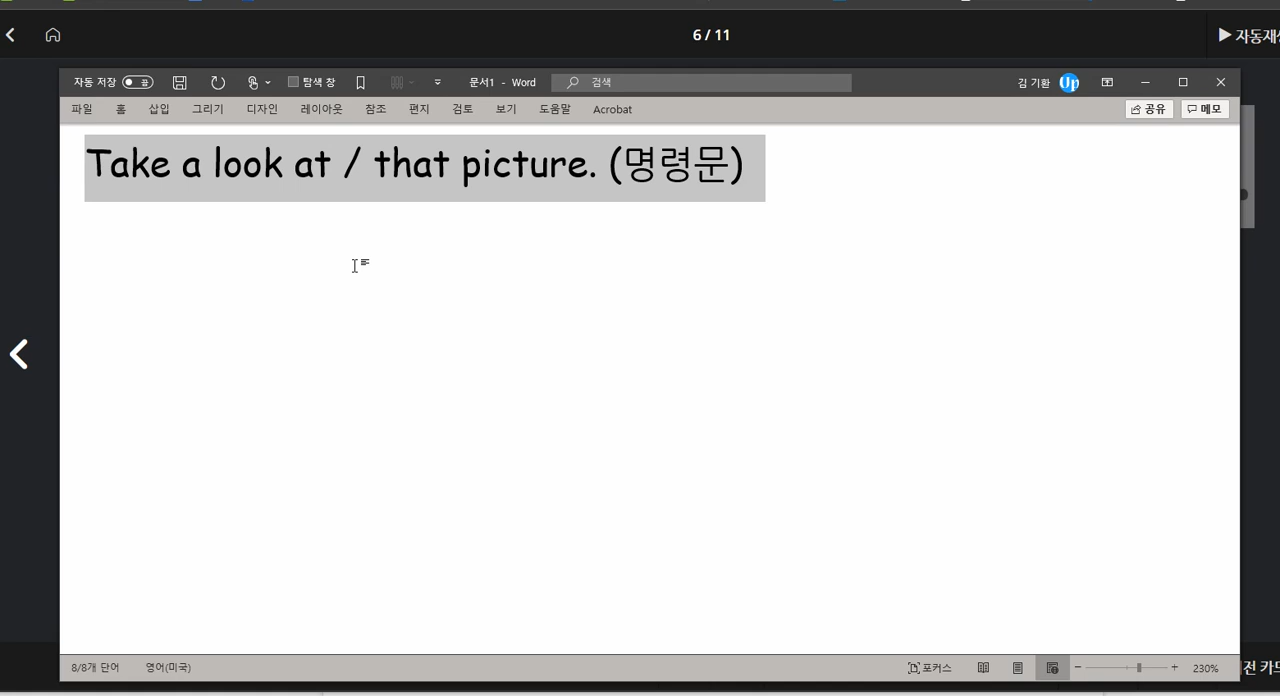 6 / 11
▶ 자동재생
자동 저장 끔 탐색 창 문서1 - Word 검색 김 기환 Up
파일 홈 삽입 그리기 디자인 레이아웃 참조 편지 검토 보기 도움말 Acrobat 공유 메모
Take a look at / that picture. (명령문)
8/8개 단어 영어(미국) 포커스 - + 230%